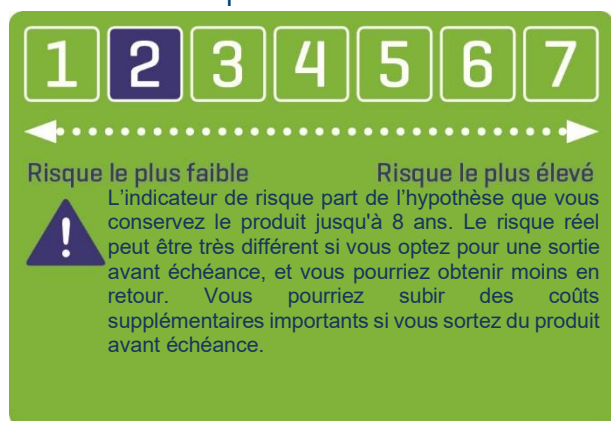 1 2 3 4 5 6 7
Risque le plus faible Risque le plus élevé
L'indicateur de risque part de l'hypothèse que vous
conservez le produit jusqu'à 8 ans. Le risque réel
peut être très différent si vous optez pour une sortie
avant échéance, et vous pourriez obtenir moins en
retour. Vous pourriez subir des coûts
supplémentaires importants si vous sortez du produit
avant échéance.